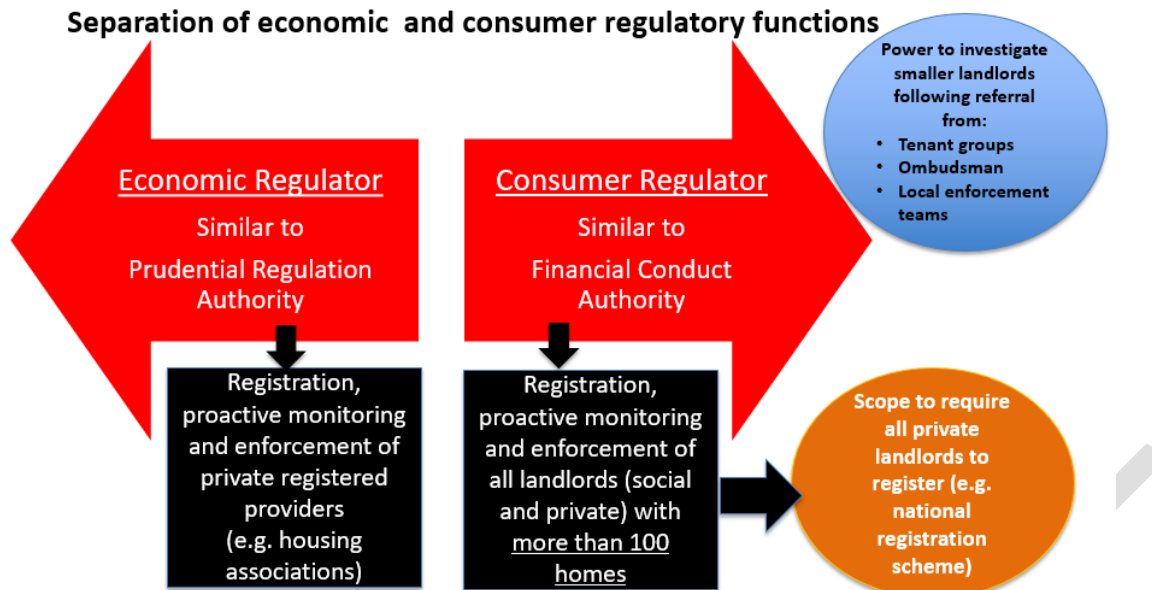 Separation of economic and consumer regulatory functions
Power to investigate
smaller landlords
following referral
from:
• Tenant groups
• Ombudsman
• Local enforcement
teams
Economic Regulator
Similar to
Prudential Regulation
Authority
Consumer Regulator
Similar to
Financial Conduct
Authority
Registration,
proactive monitoring
and enforcement of
private registered
providers
(e.g. housing
associations)
Registration,
proactive monitoring
and enforcement of
all landlords (social
and private) with
more than 100
homes
Scope to require
all private
landlords to
register (e.g.
national
registration
scheme)